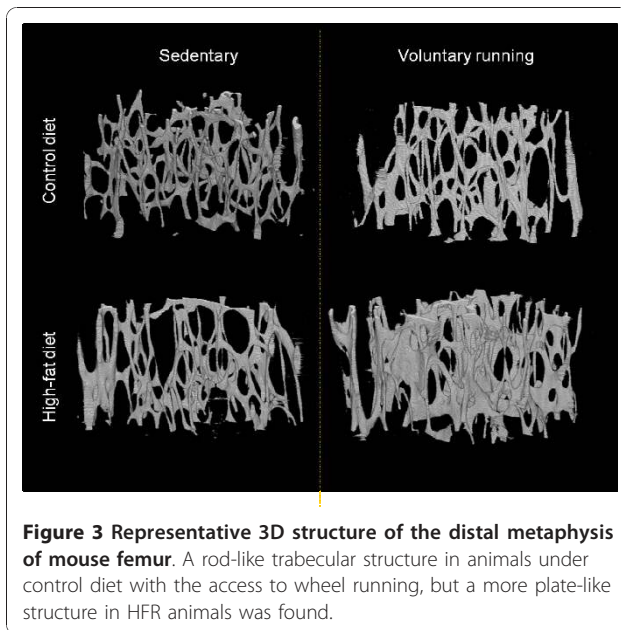 Sedentary
Voluntary running
Control diet
High-fat diet
Figure 3 Representative 3D structure of the distal metaphysis
of mouse femur. A rod-like trabecular structure in animals under
control diet with the access to wheel running, but a more plate-like
structure in HFR animals was found.